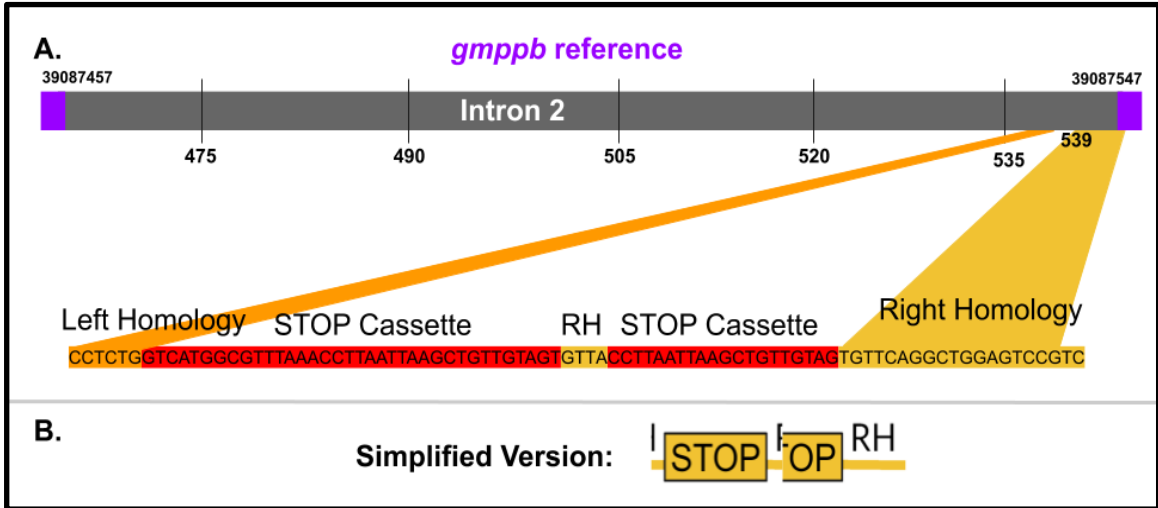 A.
gmppb reference
39087457
39087547
Intron 2
475
490
505
520
535
539
Left Homology
STOP Cassette
RH
STOP Cassette
Right Homology
CCTCTGGTCATGGCGTTTAAACCTTAATTAAGCTGTTGTAGTGTTACCTTAATTAAGCTGTTGTAGTGTTCAGGCTGGAGTCCGTC
B.
Simplified Version:
STOP
TOP
RH